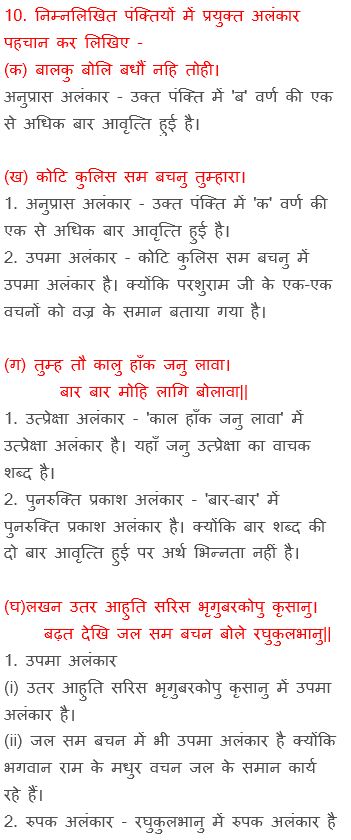 10. निम्नलिखित पंक्तियों में प्रयुक्त अलंकार
पहचान कर लिखिए -
(क) बालकु बोलि बधौं नहि तोही।
अनुप्रास अलंकार - उक्त पंक्ति में 'ब' वर्ण की एक
से अधिक बार आवृत्ति हुई है।
(ख) कोटि कुलिस सम बचनु तुम्हारा।
1. अनुप्रास अलंकार - उक्त पंक्ति में 'क' वर्ण की
एक से अधिक बार आवृत्ति हुई है।
2. उपमा अलंकार - कोटि कुलिस सम बचनु में
उपमा अलंकार है। क्योंकि परशुराम जी के एक-एक
वचनों को वज्र के समान बताया गया है।
(ग) तुम्ह तौ कालु हाँक जनु लावा।
बार बार मोहि लागि बोलावा||
1. उत्प्रेक्षा अलंकार - 'काल हाँक जनु लावा' में
उत्प्रेक्षा अलंकार है। यहाँ जनु उत्प्रेक्षा का वाचक
शब्द है।
2. पुनरुक्ति प्रकाश अलंकार - 'बार-बार' में
पुनरुक्ति प्रकाश अलंकार है। क्योंकि बार शब्द की
दो बार आवृत्ति हुई पर अर्थ भिन्नता नहीं है।
(घ)लखन उतर आहुति सरिस भृगुबरकोपु कृसानु।
बढ़त देखि जल सम बचन बोले रघुकुलभानु||
1. उपमा अलंकार
(i) उतर आहुति सरिस भृगुबरकोपु कृसानु में उपमा
अलंकार है।
(ii) जल सम बचन में भी उपमा अलंकार है क्योंकि
भगवान राम के मधुर वचन जल के समान कार्य
रहे हैं।
2. रुपक अलंकार - रघुकुलभानु में रुपक अलंकार है